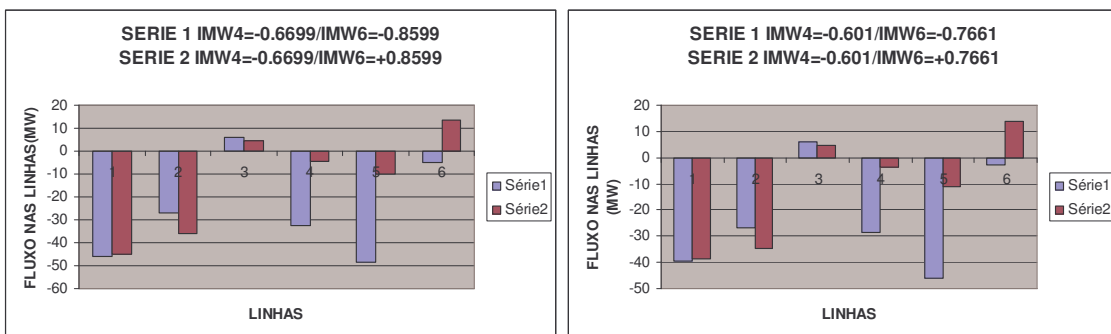 SERIE 1 IMW4=-0.6699/IMW6=-0.8599
SERIE 2 IMW4=-0.6699/IMW6=+0.8599
FLUXO NAS LINHAS(MW)
20
10
0
-10
-20
-30
-40
-50
-60
1 2 3 4 5 6
LINHAS
Série1
Série2
SERIE 1 IMW4=-0.601/IMW6=-0.7661
SERIE 2 IMW4=-0.601/IMW6=+0.7661
FLUXO NAS LINHAS
(MW)
20
10
0
-10
-20
-30
-40
-50
1 2 3 4 5 6
LINHAS
Série1
Série2